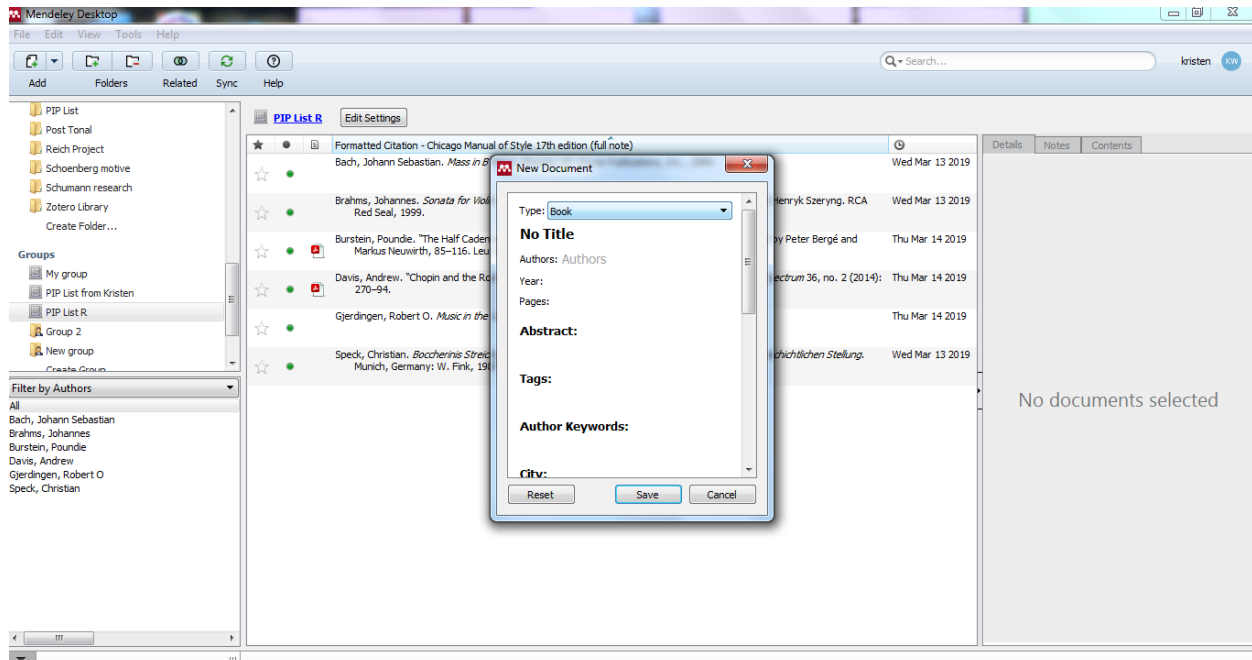 Mendeley Desktop
File Edit View Tools Help
Add Folders Related Sync Help
Search...
kristen KW
PIP List
Post Tonal
Reich Project
Schoenberg motive
Schumann research
Zotero Library
Create Folder...
Groups
My group
PIP List from Kristen
PIP List R
Group 2
New group
Create Group
Filter by Authors
All
Bach, Johann Sebastian
Brahms, Johannes
Burstein, Poundie
Davis, Andrew
Gjerdingen, Robert O
Speck, Christian
PIP List R Edit Settings
Formatted Citation - Chicago Manual of Style 17th edition (full note)
Bach, Johann Sebastian. Mass in B Wed Mar 13 2019
Brahms, Johannes. Sonata for Viol Henryk Szeryng. RCA Wed Mar 13 2019
Red Seal, 1999.
Burstein, Poundie. "The Half Caden by Peter Bergé and Thu Mar 14 2019
Markus Neuwirth, 85–116. Leu
Davis, Andrew. "Chopin and the Ro ectrum 36, no. 2 (2014): Thu Mar 14 2019
270–94.
Gjerdingen, Robert O. Music in the Thu Mar 14 2019
Speck, Christian. Boccherinis Streic chichtlichen Stellung. Wed Mar 13 2019
Munich, Germany: W. Fink, 198
New Document
Type: Book
No Title
Authors: Authors
Year:
Pages:
Abstract:
Tags:
Author Keywords:
City:
Reset Save Cancel
Details Notes Contents
No documents selected